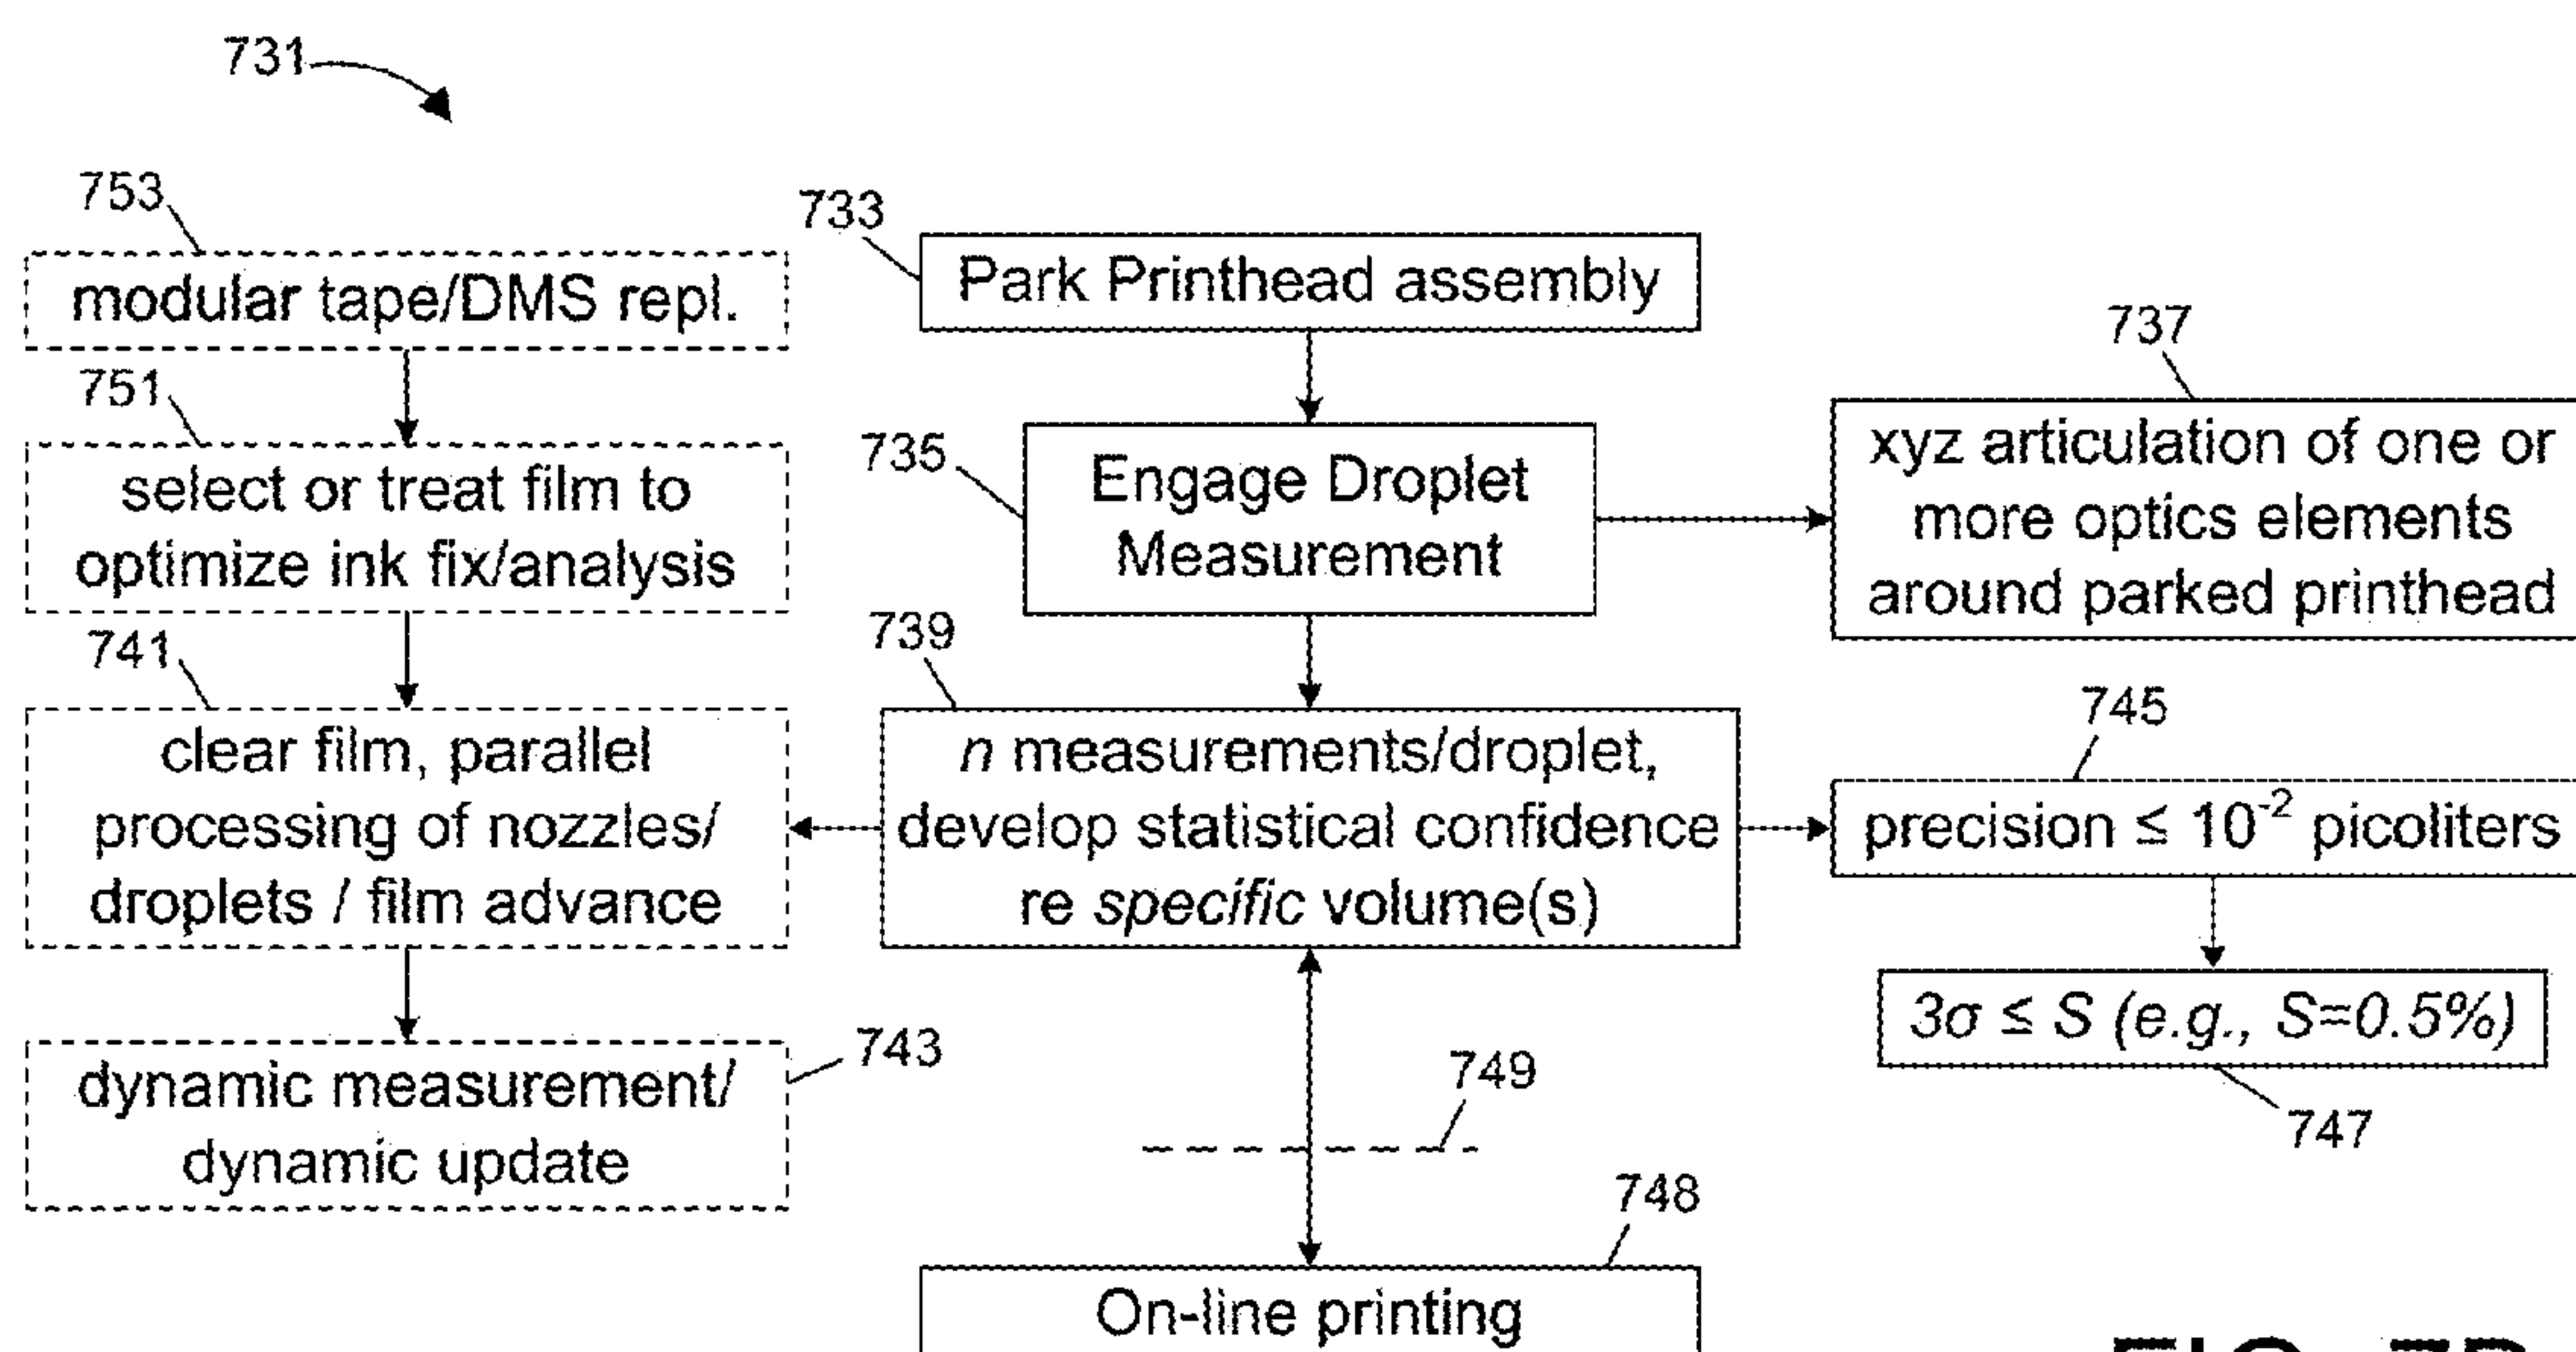 731
753
modular tape/DMS repl.
751
select or treat film to
optimize ink fix/analysis
741
clear film, parallel
processing of nozzles/
droplets / film advance
743
dynamic measurement/
dynamic update
733
Park Printhead assembly
735
Engage Droplet
Measurement
739
n measurements/droplet,
develop statistical confidence
re specific volume(s)
749
748
On-line printing
737
xyz articulation of one or
more optics elements
around parked printhead
745
precision ≤ 10⁻² picoliters
3σ ≤ S (e.g., S=0.5%)
747